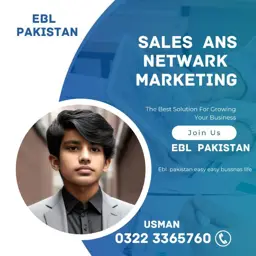 EBL
PAKISTAN
SALES ANS
NETWARK
MARKETING
The Best Solution For Growing
Your Business
Join Us
EBL PAKISTAN
Ebl pakistan easy easy bussnas life
USMAN
0322 3365760